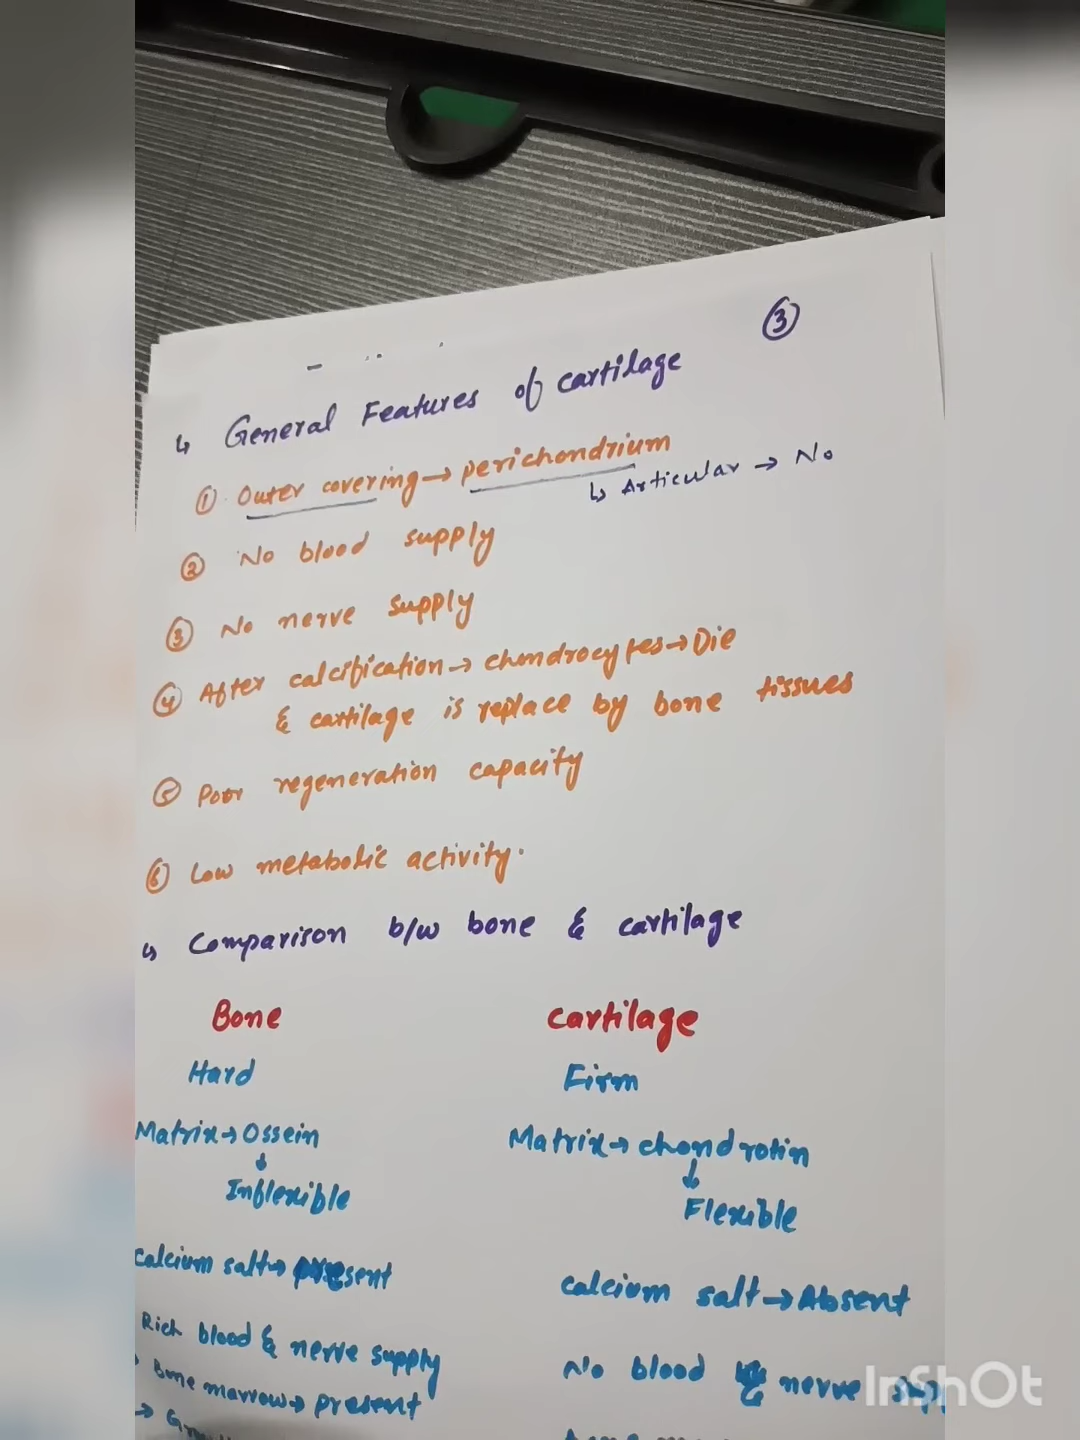 ③
↳ General Features of cartilage
① Outer covering → perichondrium
↳ Articular → No
② No blood supply
③ No nerve supply
④ After calcification → chondrocytes → Die
& cartilage is replace by bone tissues
⑤ Poor regeneration capacity
⑥ Low metabolic activity.
↳ Comparison b/w bone & cartilage
Bone cartilage
Hard Firm
Matrix → Ossein Matrix → chondrotin
↓ ↓
Inflexible Flexible
calcium salt → present calcium salt → Absent
Rich blood & nerve supply No blood & nerve
Bone marrow → present
InShOt